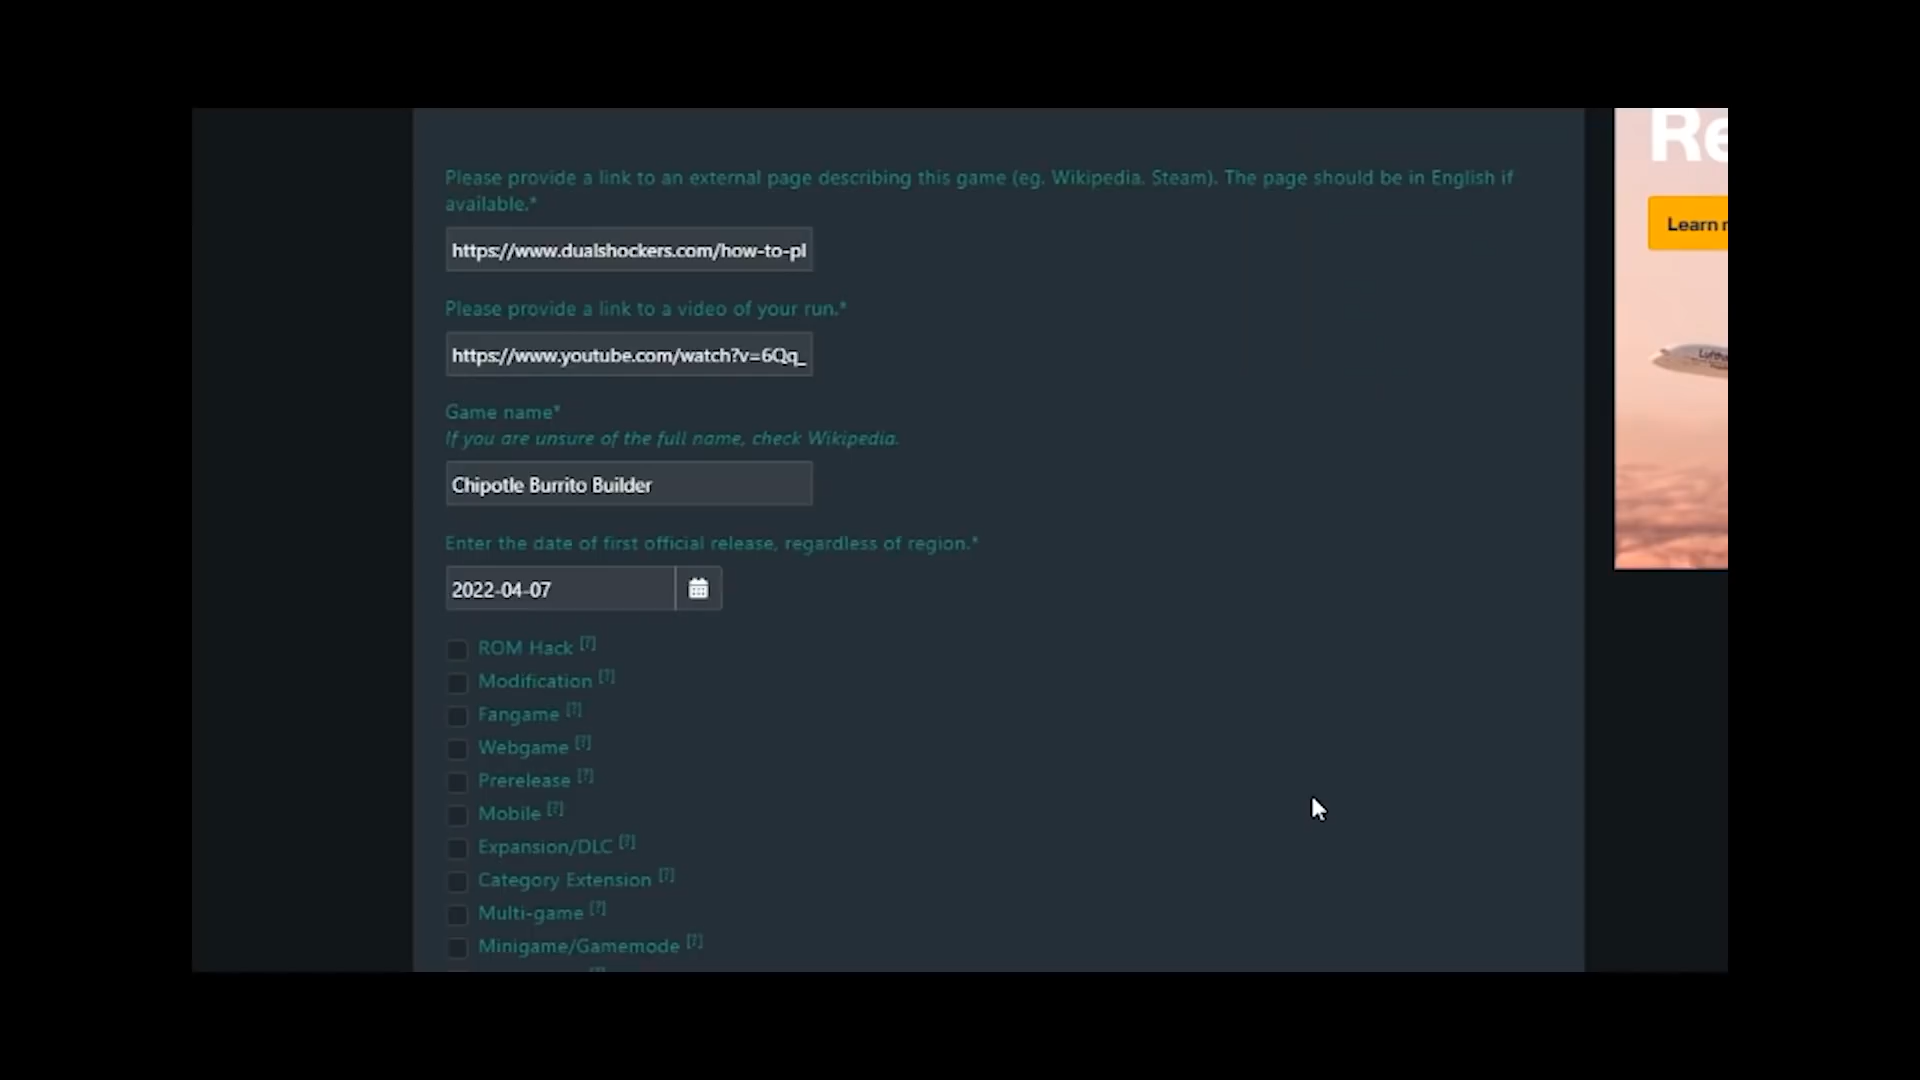 Please provide a link to an external page describing this game (eg. Wikipedia, Steam). The page should be in English if
available.*
https://www.dualshockers.com/how-to-pl
Please provide a link to a video of your run.*
https://www.youtube.com/watch?v=6Qq_
Game name*
If you are unsure of the full name, check Wikipedia.
Chipotle Burrito Builder
Enter the date of first official release, regardless of region.*
2022-04-07
ROM Hack [?]
Modification [?]
Fangame [?]
Webgame [?]
Prerelease [?]
Mobile [?]
Expansion/DLC [?]
Category Extension [?]
Multi-game [?]
Minigame/Gamemode [?]
Re
Learn